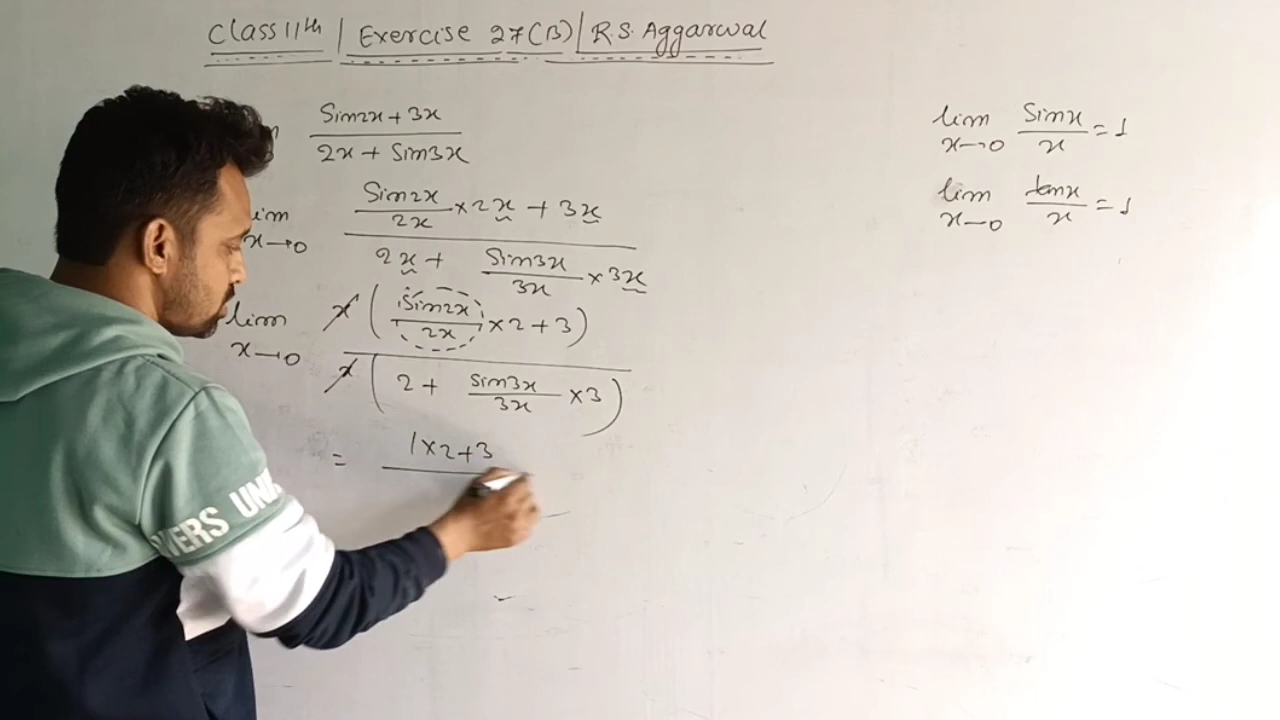 Class 11th | Exercise 27(B) | R.S. Aggarwal
Sin2x + 3x
2x + Sin3x
lim x→0 Sinx/x = 1
lim x→0 tanx/x = 1
Sin2x/2x × 2x + 3x
x→0
2x + Sin3x/3x × 3x
lim x→0 x ( Sin2x/2x × 2 + 3 )
x ( 2 + Sin3x/3x × 3 )
= 1×2+3
VERS UNI